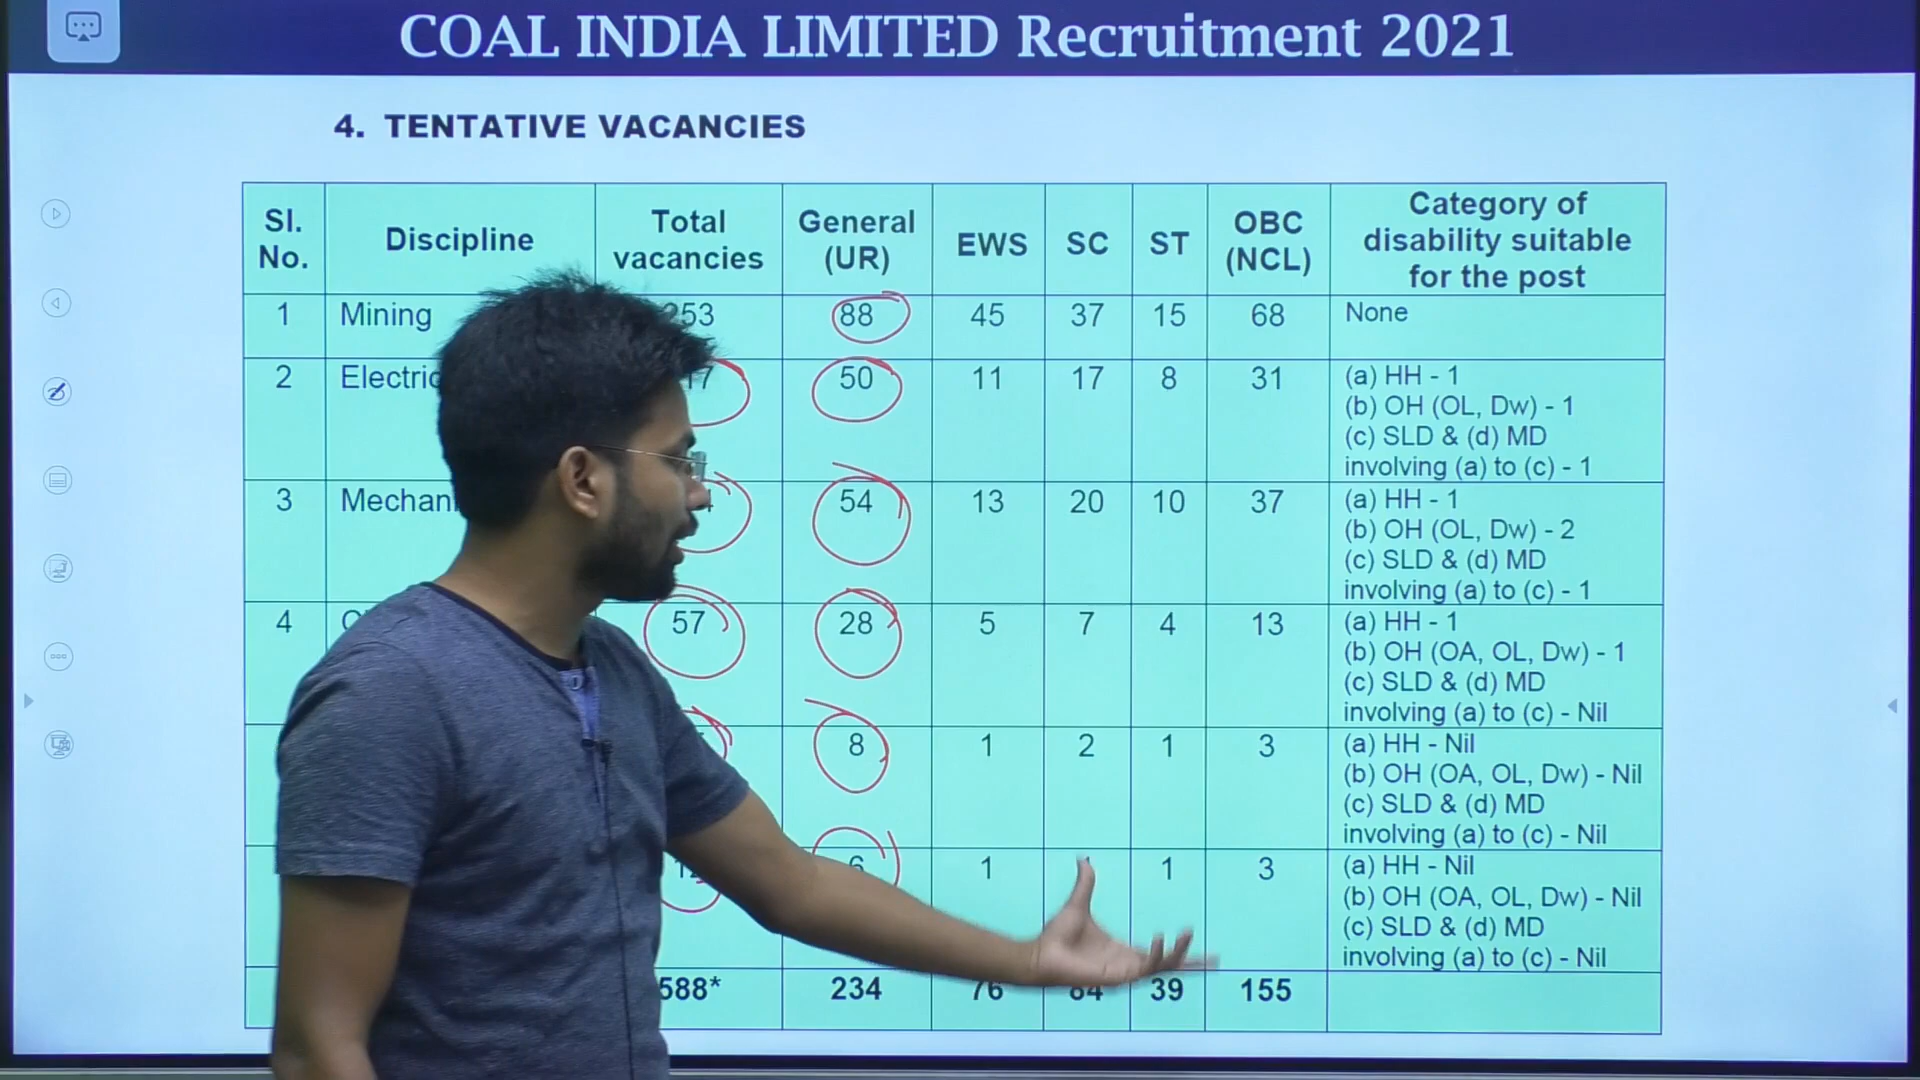 COAL INDIA LIMITED Recruitment 2021
4. TENTATIVE VACANCIES
Sl. No. Discipline Total vacancies General (UR) EWS SC ST OBC (NCL) Category of disability suitable for the post
1 Mining 88 45 37 15 68 None
2 50 11 17 8 31 (a) HH - 1
(b) OH (OL, Dw) - 1
(c) SLD & (d) MD
involving (a) to (c) - 1
3 54 13 20 10 37 (a) HH - 1
(b) OH (OL, Dw) - 2
(c) SLD & (d) MD
involving (a) to (c) - 1
4 57 28 5 7 4 13 (a) HH - 1
(b) OH (OA, OL, Dw) - 1
(c) SLD & (d) MD
involving (a) to (c) - Nil
8 1 2 1 3 (a) HH - Nil
(b) OH (OA, OL, Dw) - Nil
(c) SLD & (d) MD
involving (a) to (c) - Nil
6 1 1 3 (a) HH - Nil
(b) OH (OA, OL, Dw) - Nil
(c) SLD & (d) MD
involving (a) to (c) - Nil
588* 234 76 84 39 155